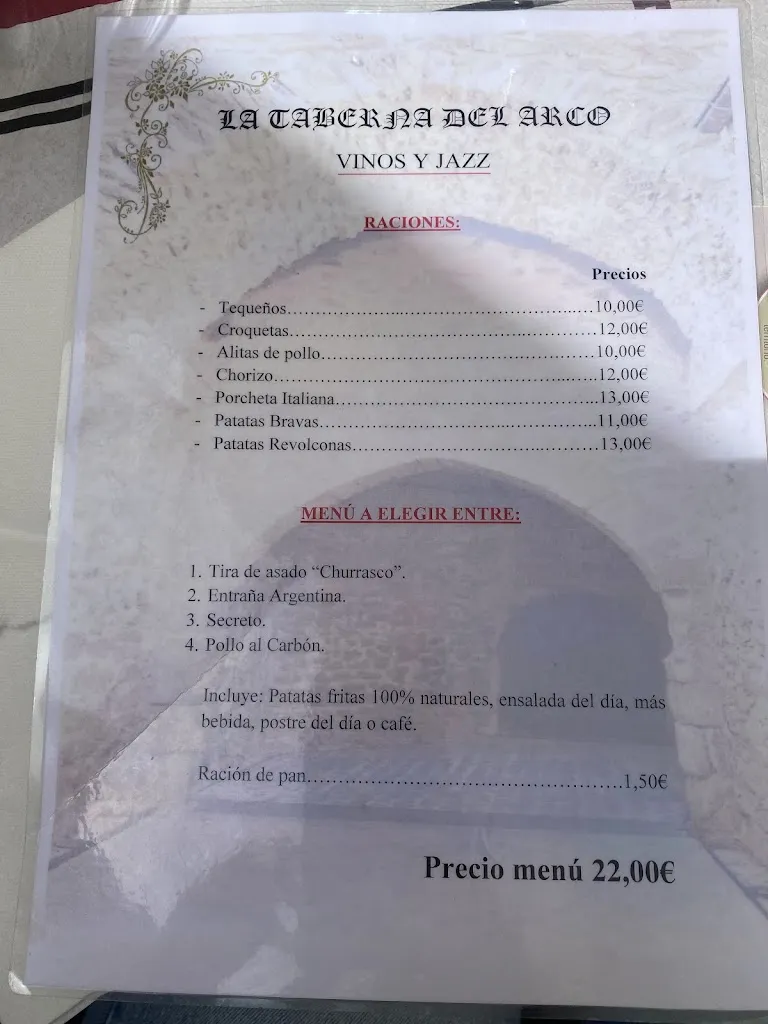 LA TABERNA DEL ARCO
VINOS Y JAZZ
RACIONES:
Precios
- Tequeños.......................................................10,00€
- Croquetas......................................................12,00€
- Alitas de pollo................................................10,00€
- Chorizo........................................................12,00€
- Porcheta Italiana..............................................13,00€
- Patatas Bravas.................................................11,00€
- Patatas Revolconas.............................................13,00€
MENÚ A ELEGIR ENTRE:
1. Tira de asado “Churrasco”.
2. Entraña Argentina.
3. Secreto.
4. Pollo al Carbón.
Incluye: Patatas fritas 100% naturales, ensalada del día, más
bebida, postre del día o café.
Ración de pan....................................................1,50€
Precio menú 22,00€